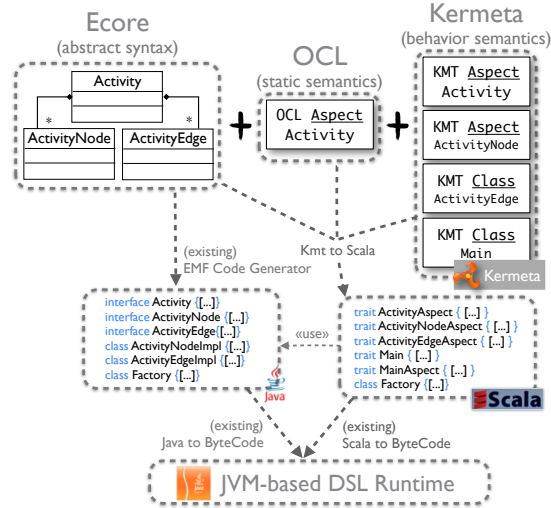 Ecore
(abstract syntax)
OCL
(static semantics)
Kermeta
(behavior semantics)
Activity
*
*
ActivityNode
ActivityEdge
+
OCL Aspect
Activity
+
KMT Aspect
Activity
KMT Aspect
ActivityNode
KMT Class
ActivityEdge
KMT Class
Main
Kermeta
(existing)
EMF Code Generator
Kmt to Scala
interface Activity {[...]}
interface ActivityNode {[...]}
interface ActivityEdge{[...]}
class ActivityNodeImpl {[...]}
class ActivityEdgeImpl {[...]}
class Factory {[...]}
Java
«use»
trait ActivityAspect { [...] }
trait ActivityNodeAspect { [...] }
trait ActivityEdgeAspect { [...] }
trait Main { [...] }
trait MainAspect { [...] }
class Factory {[...]}
Scala
(existing)
Java to ByteCode
(existing)
Scala to ByteCode
JVM-based DSL Runtime